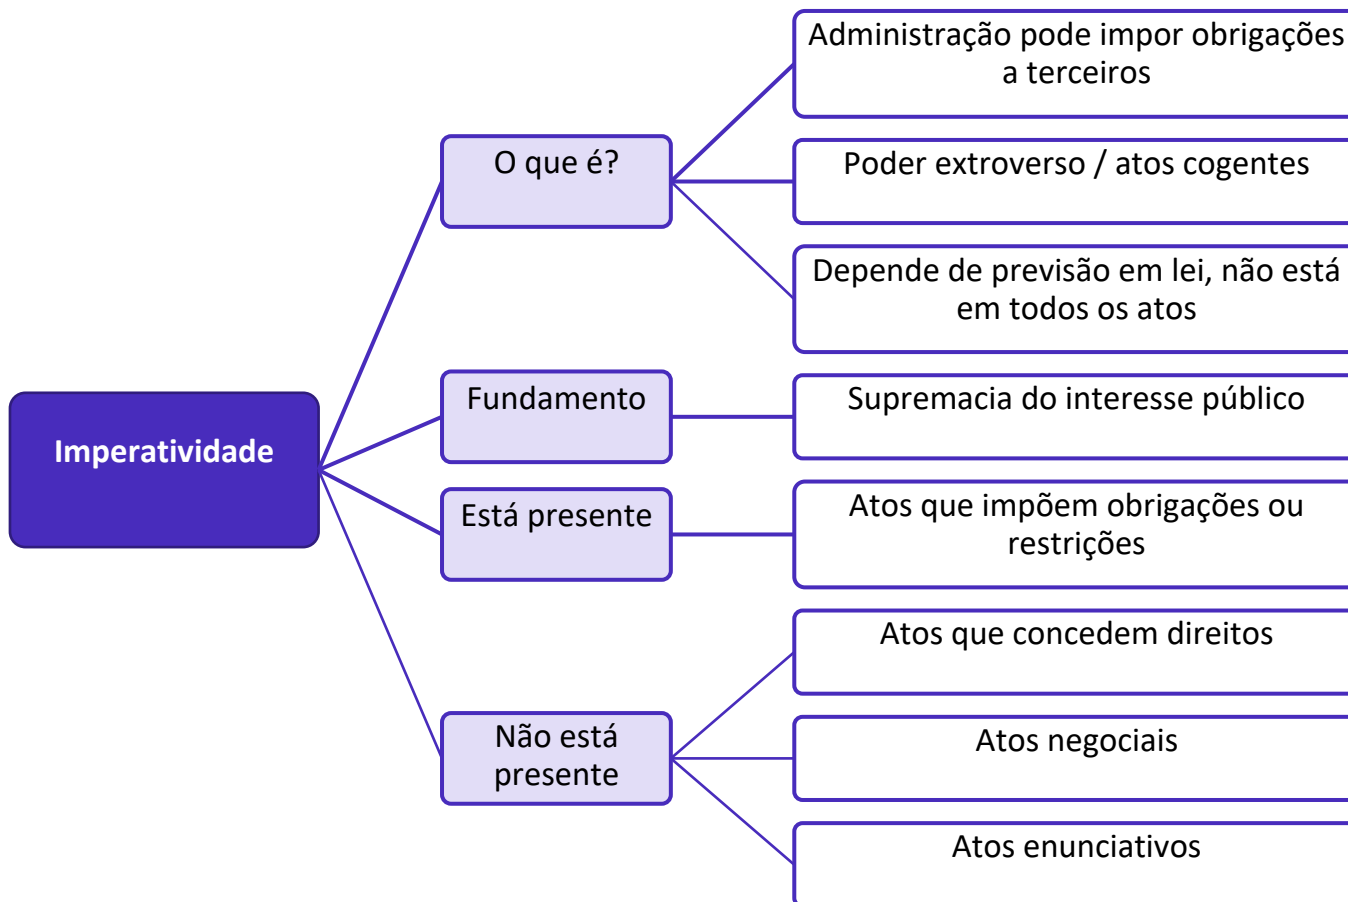 Imperatividade
O que é?
Administração pode impor obrigações
a terceiros
Poder extroverso / atos cogentes
Depende de previsão em lei, não está
em todos os atos
Fundamento
Supremacia do interesse público
Está presente
Atos que impõem obrigações ou
restrições
Não está
presente
Atos que concedem direitos
Atos negociais
Atos enunciativos